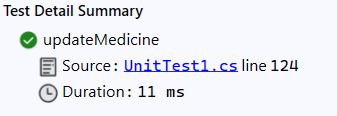 Test Detail Summary
updateMedicine
Source: UnitTest1.cs line 124
Duration: 11 ms